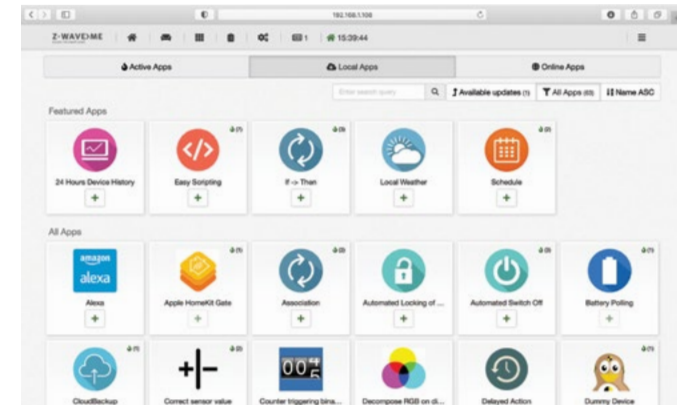 192.168.1.106
Z-WAVE>ME
1
15:39:44
Active Apps
Local Apps
Online Apps
Enter search query
Available updates (1)
All Apps (63)
Name ASC
Featured Apps
24 Hours Device History
Easy Scripting
If -> Then
Local Weather
Schedule
All Apps
amazon
alexa
Alexa
Apple HomeKit Gate
Association
Automated Locking of ...
Automated Switch Off
Battery Polling
CloudBackup
Correct sensor value
Counter triggering bina...
Decompose RGB on di...
Delayed Action
Dummy Device